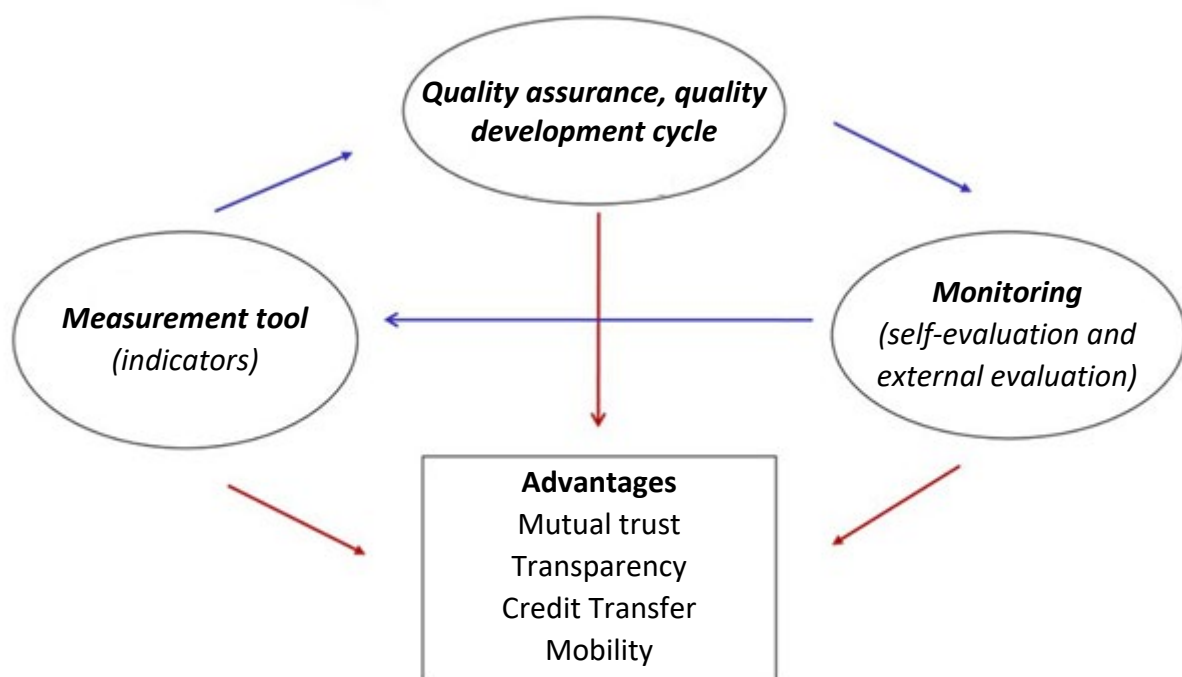 Quality assurance, quality
development cycle
Measurement tool
(indicators)
Monitoring
(self-evaluation and
external evaluation)
Advantages
Mutual trust
Transparency
Credit Transfer
Mobility